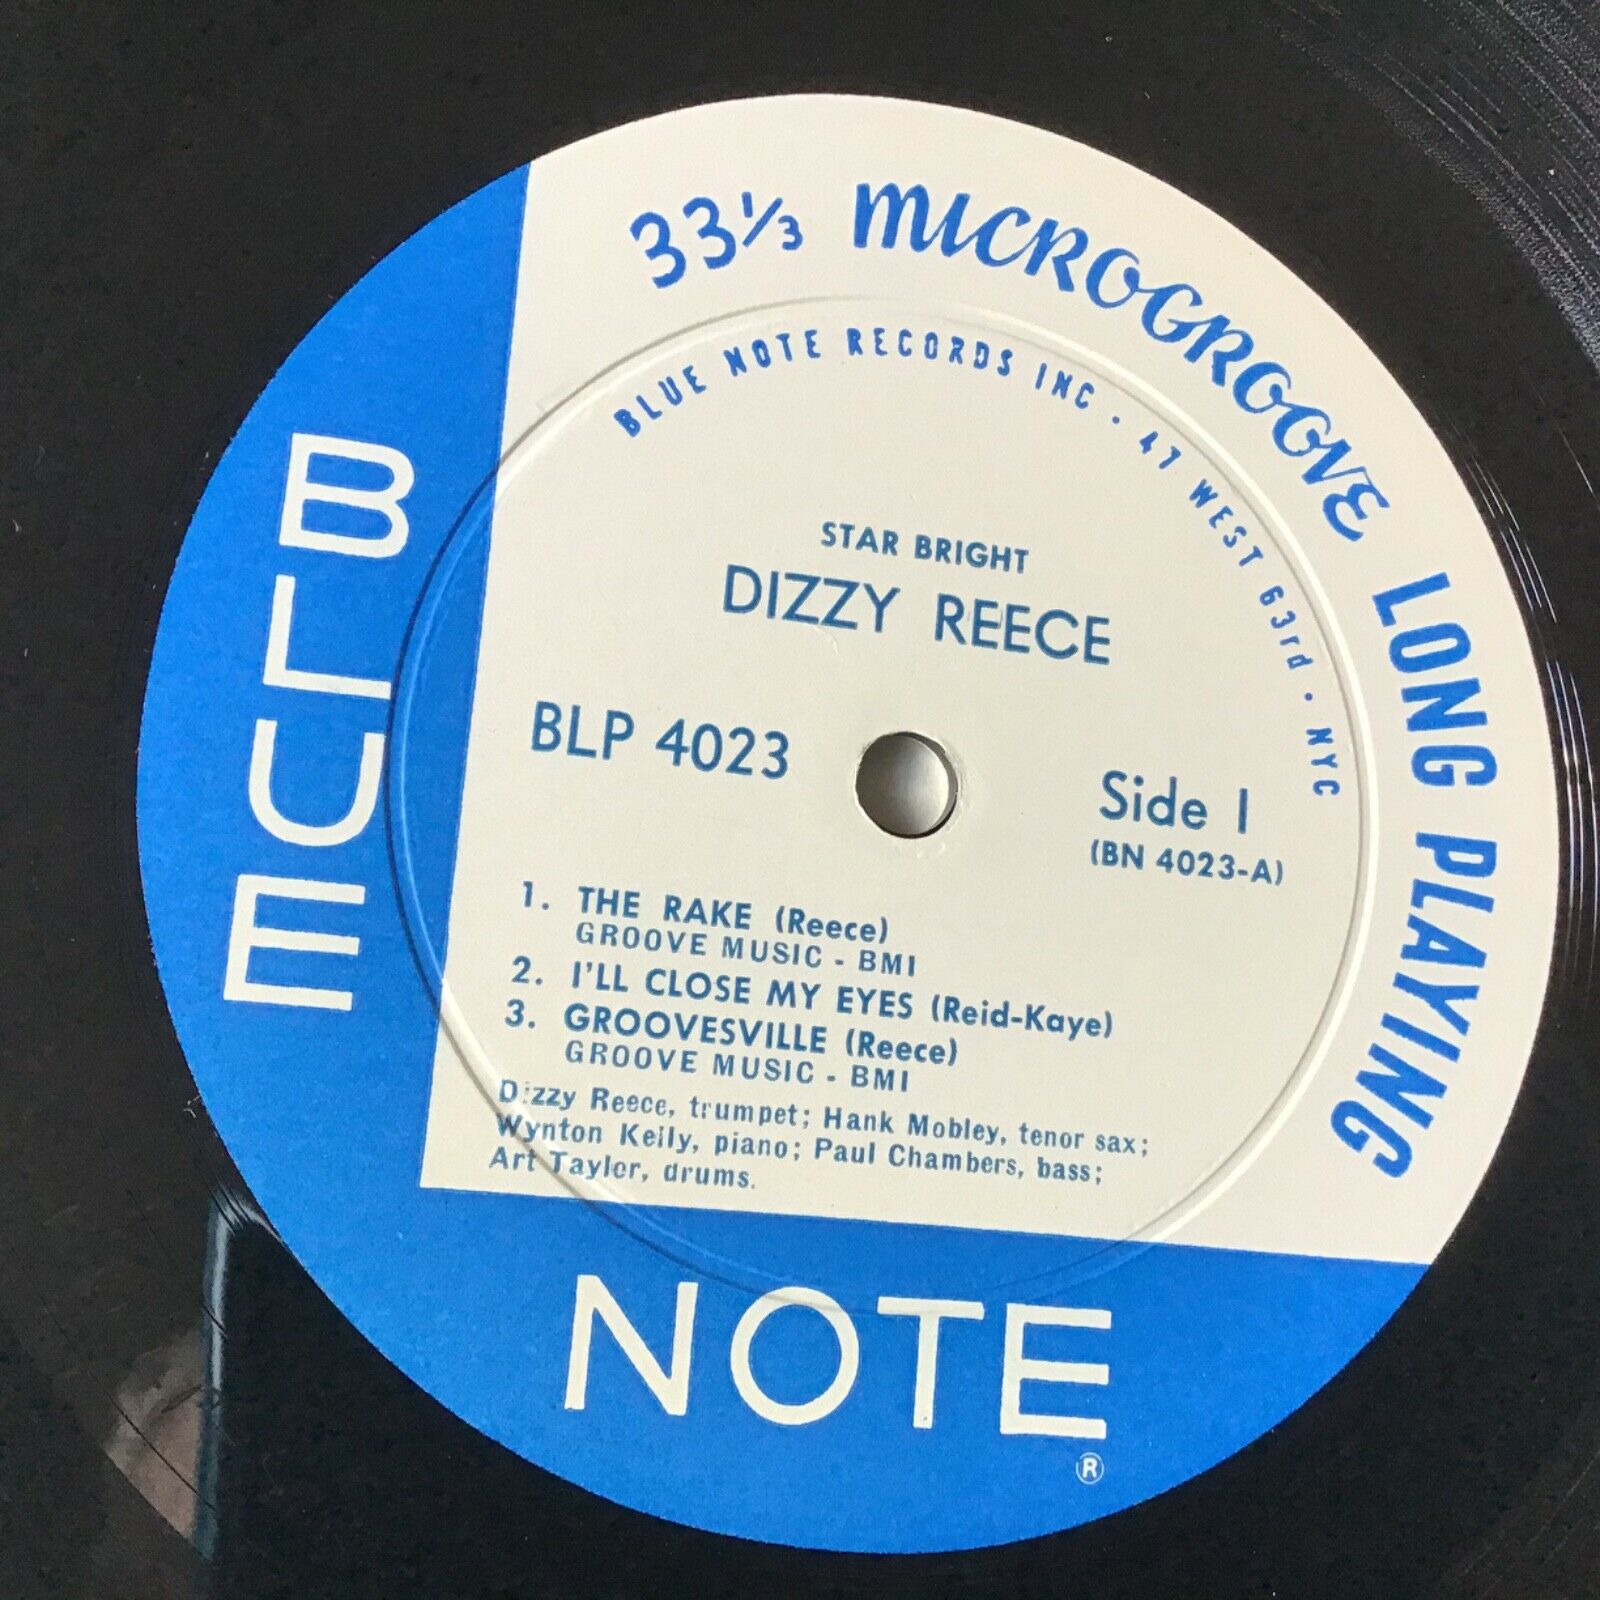 33⅓ MICROGROOVE LONG PLAYING
BLUE NOTE RECORDS INC · 47 WEST 63rd · NYC
STAR BRIGHT
DIZZY REECE
BLP 4023
Side 1
(BN 4023-A)
1. THE RAKE (Reece)
GROOVE MUSIC - BMI
2. I'LL CLOSE MY EYES (Reid-Kaye)
3. GROOVESVILLE (Reece)
GROOVE MUSIC - BMI
Dizzy Reece, trumpet; Hank Mobley, tenor sax;
Wynton Kelly, piano; Paul Chambers, bass;
Art Taylor, drums.
BLUE
NOTE
®